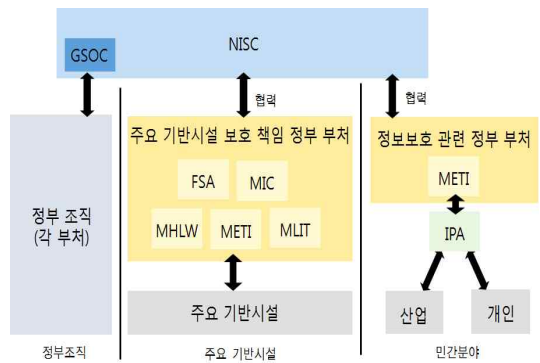 NISC
GSOC
협력
협력
주요 기반시설 보호 책임 정부 부처
정보보호 관련 정부 부처
FSA
MIC
METI
정부 조직
(각 부처)
MHLW
METI
MLIT
IPA
주요 기반시설
산업
개인
정부조직
주요 기반시설
민간분야